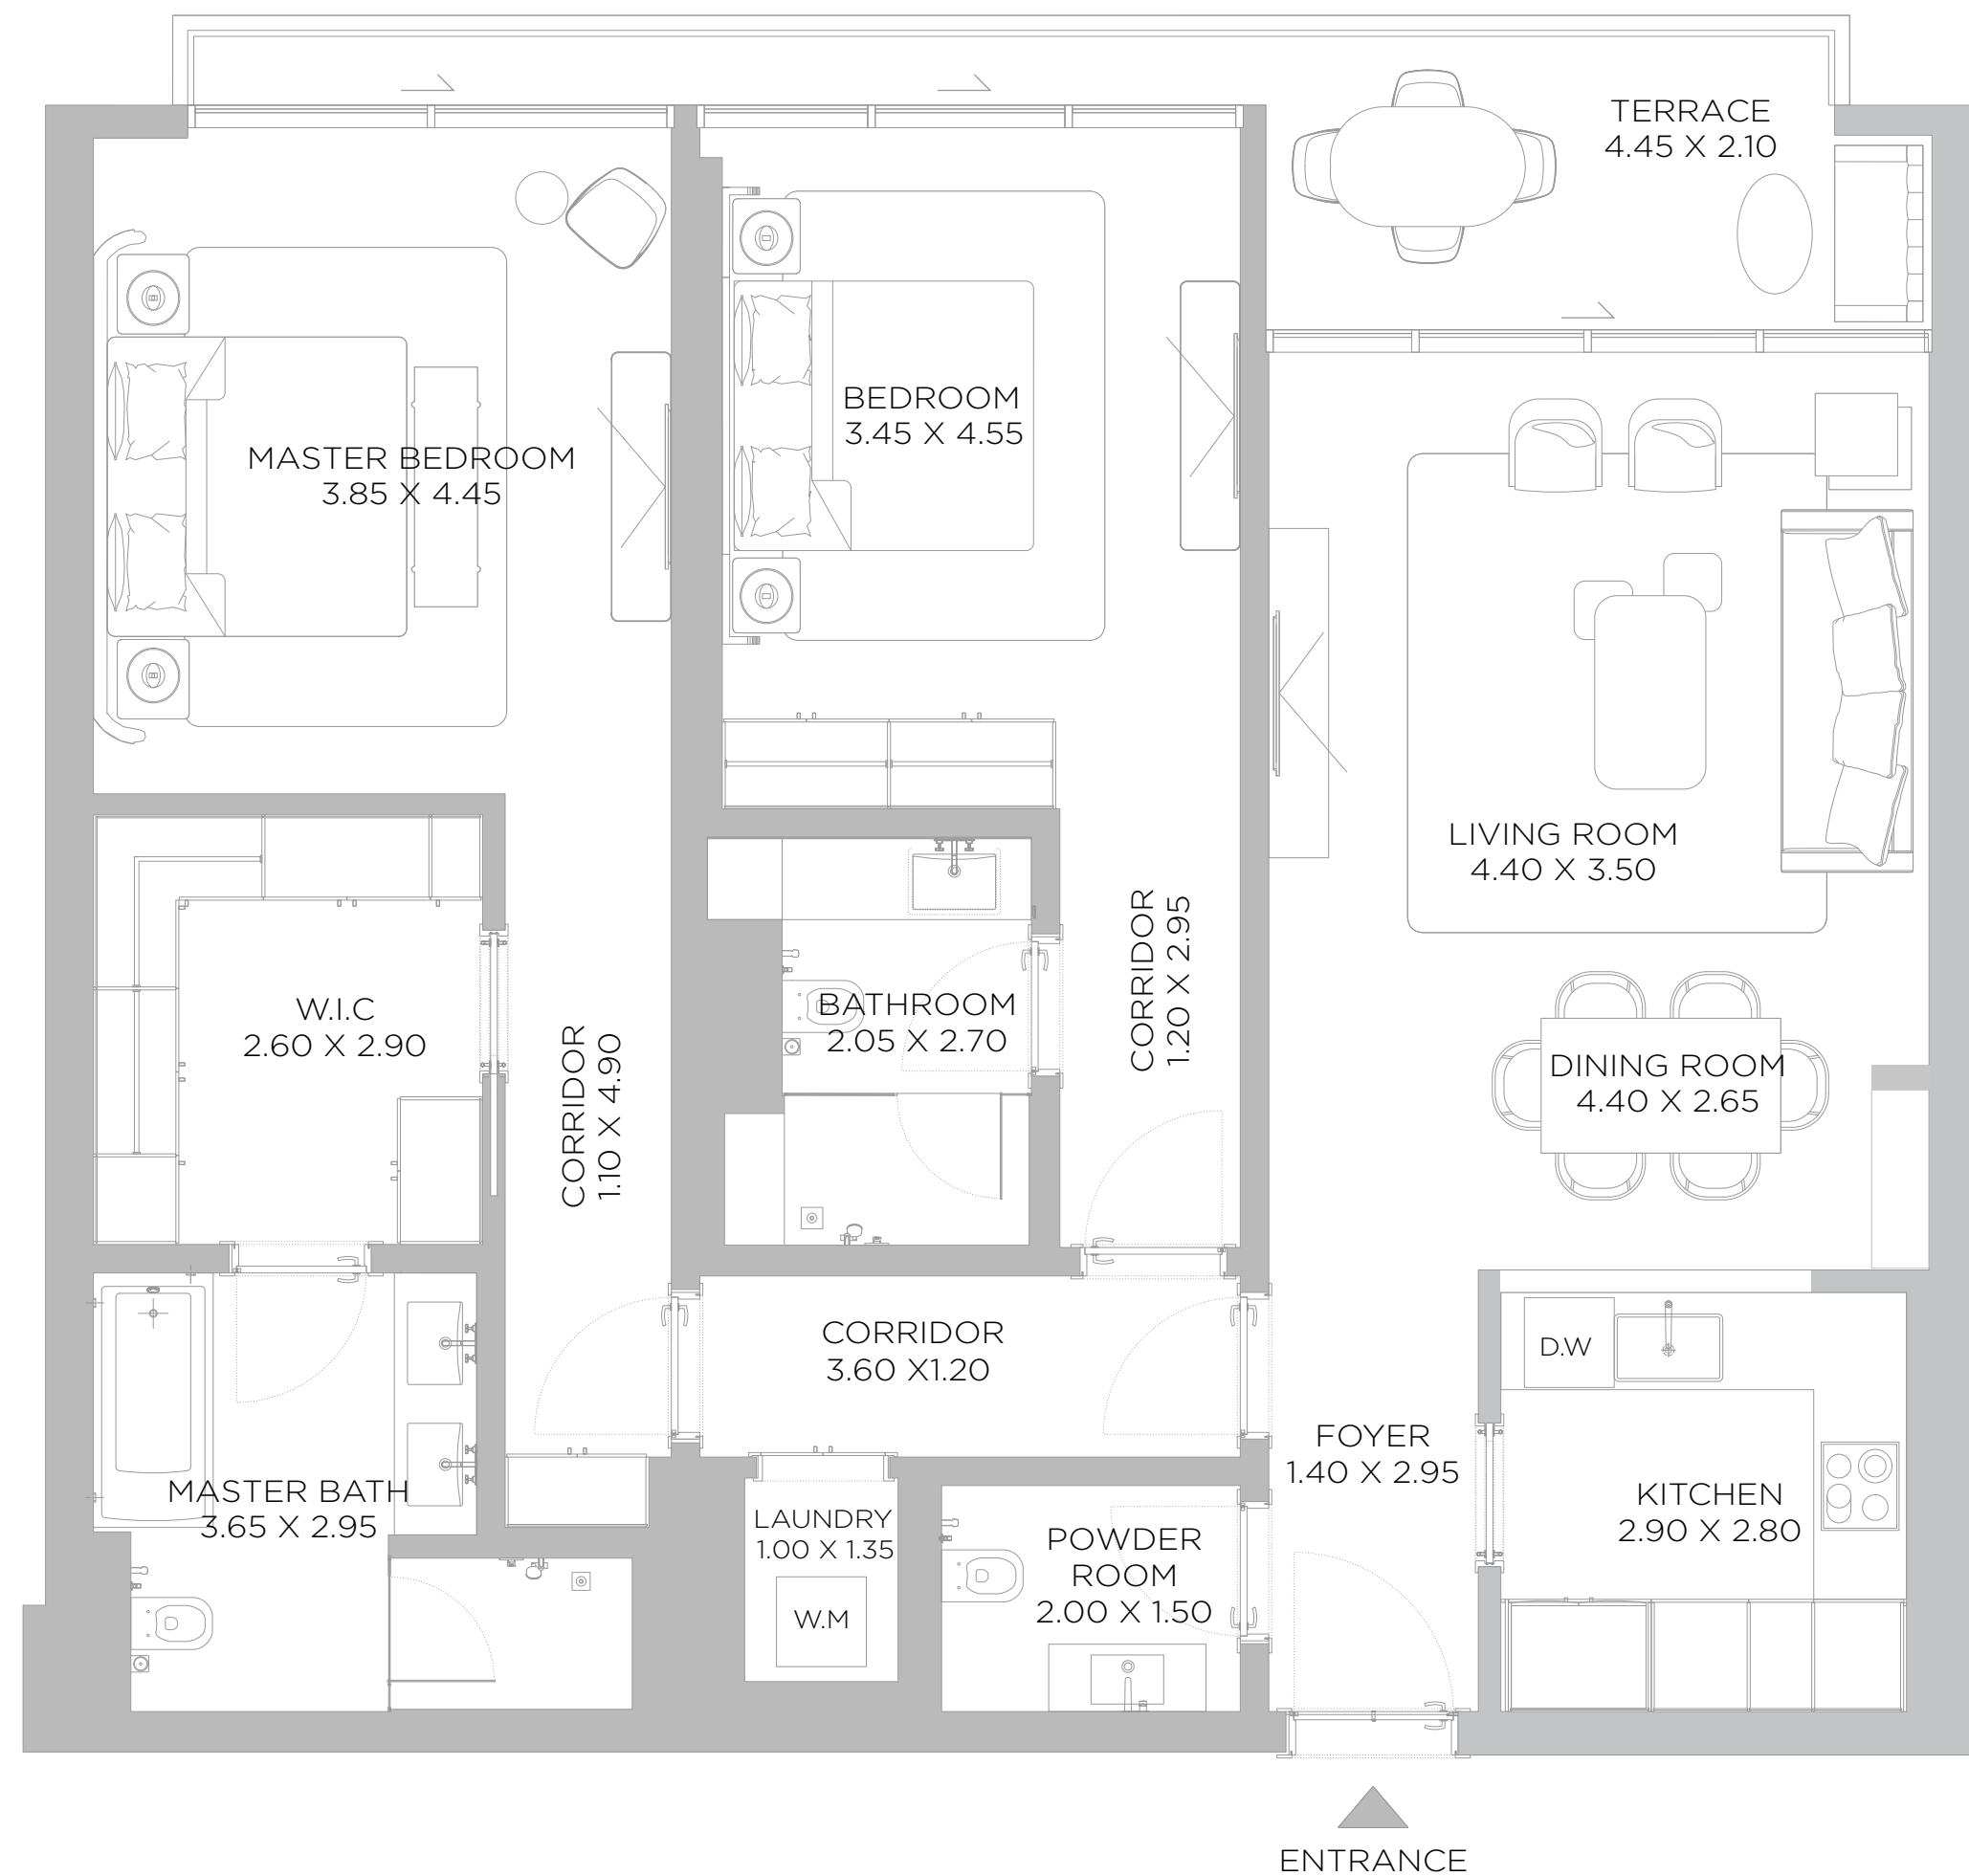 TERRACE
4.45 X 2.10
BEDROOM
3.45 X 4.55
MASTER BEDROOM
3.85 X 4.45
LIVING ROOM
4.40 X 3.50
W.I.C
2.60 X 2.90
BATHROOM
2.05 X 2.70
CORRIDOR
1.20 X 2.95
CORRIDOR
1.10 X 4.90
DINING ROOM
4.40 X 2.65
CORRIDOR
3.60 X1.20
D.W
FOYER
1.40 X 2.95
MASTER BATH
3.65 X 2.95
LAUNDRY
1.00 X 1.35
W.M
POWDER
ROOM
2.00 X 1.50
KITCHEN
2.90 X 2.80
ENTRANCE